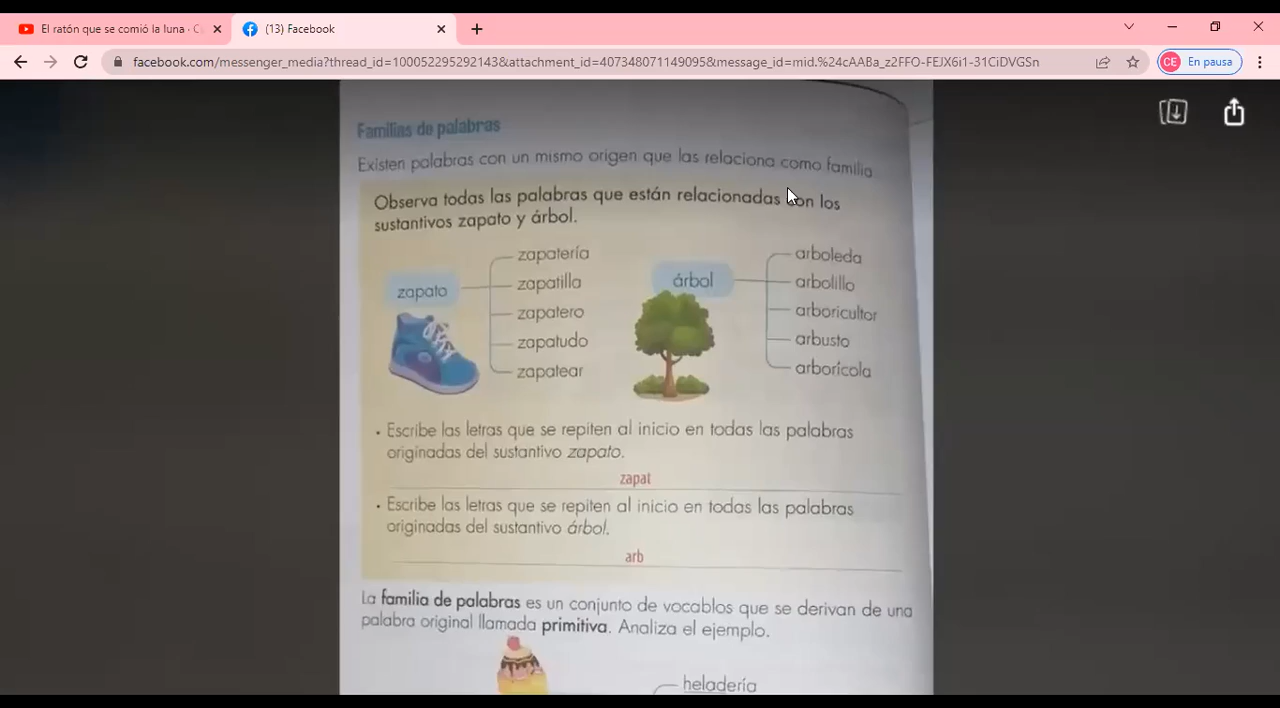 El ratón que se comió la luna · C
(13) Facebook
facebook.com/messenger_media?thread_id=100052295292143&attachment_id=407348071149095&message_id=mid.%24cAABa_z2FFO-FEJX6i1-31CiDVGSn
CE En pausa
Familias de palabras
Existen palabras con un mismo origen que las relaciona como familia
Observa todas las palabras que están relacionadas con los
sustantivos zapato y árbol.
zapato
zapatería
zapatilla
zapatero
zapatudo
zapatear
árbol
arboleda
arbolillo
arboricultor
arbusto
arborícola
• Escribe las letras que se repiten al inicio en todas las palabras
originadas del sustantivo zapato.
zapat
• Escribe las letras que se repiten al inicio en todas las palabras
originadas del sustantivo árbol.
arb
La familia de palabras es un conjunto de vocablos que se derivan de una
palabra original llamada primitiva. Analiza el ejemplo.
heladería